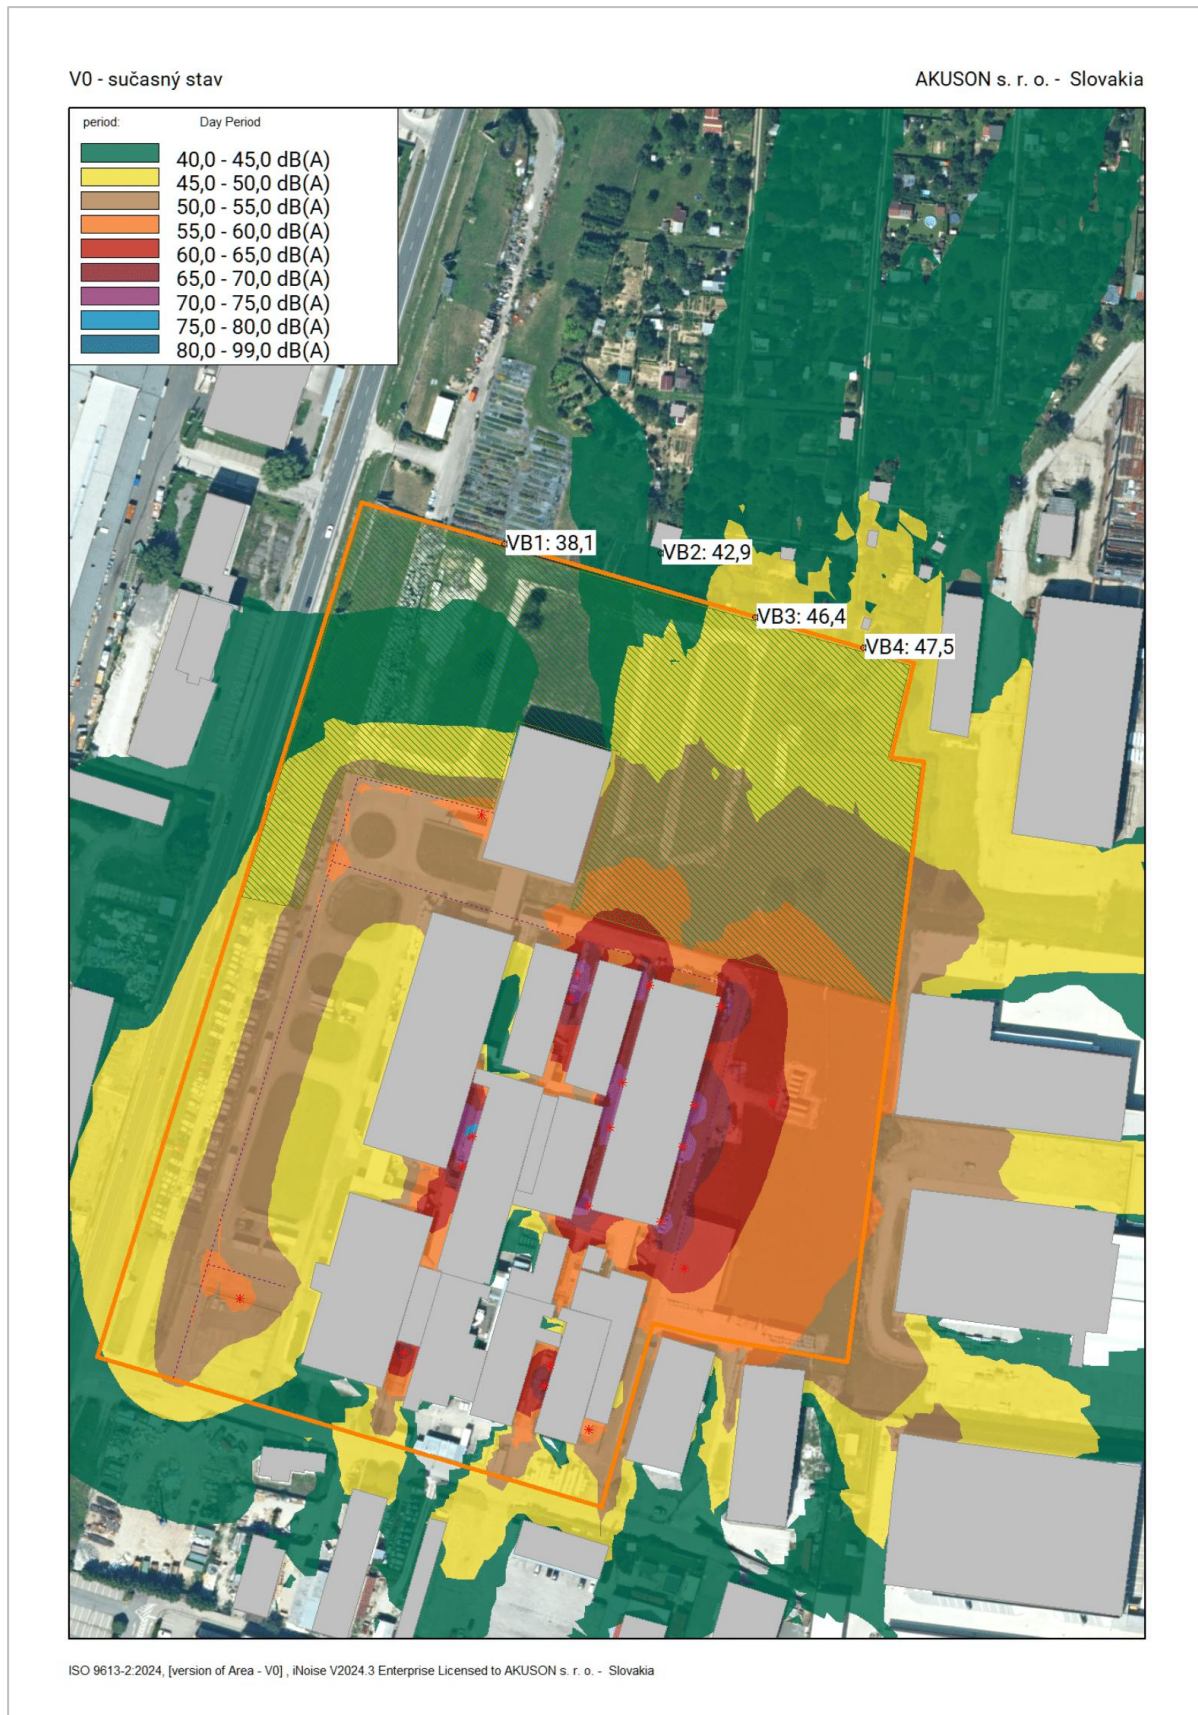 V0 - sučasný stav
AKUSON s. r. o. - Slovakia
period: Day Period
40,0 - 45,0 dB(A)
45,0 - 50,0 dB(A)
50,0 - 55,0 dB(A)
55,0 - 60,0 dB(A)
60,0 - 65,0 dB(A)
65,0 - 70,0 dB(A)
70,0 - 75,0 dB(A)
75,0 - 80,0 dB(A)
80,0 - 99,0 dB(A)
VB1: 38,1
VB2: 42,9
VB3: 46,4
VB4: 47,5
ISO 9613-2:2024, [version of Area - V0] , iNoise V2024.3 Enterprise Licensed to AKUSON s. r. o. - Slovakia